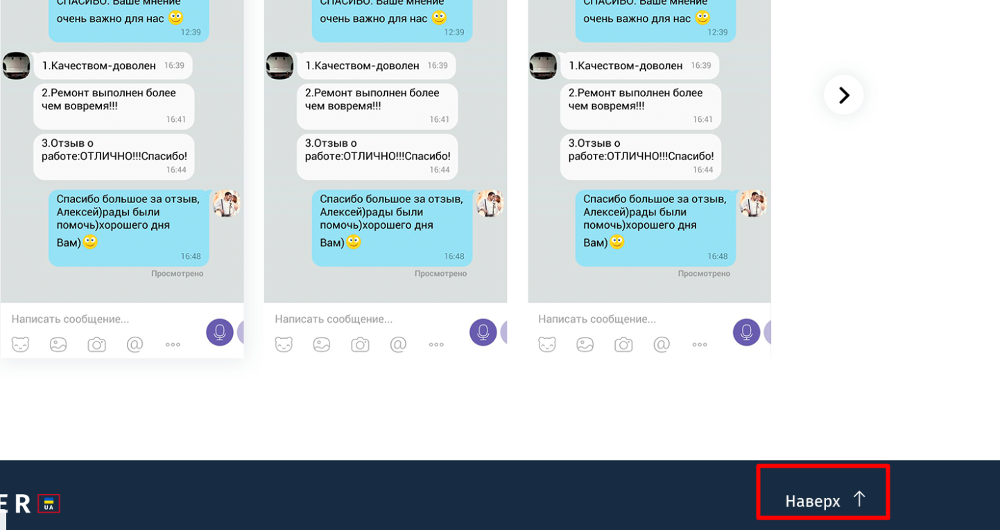 СПАСИБО. Ваше мнение
очень важно для нас
12:39
1.Качеством-доволен 16:39
2.Ремонт выполнен более
чем вовремя!!!
16:41
3.Отзыв о
работе:ОТЛИЧНО!!!Спасибо!
16:44
Спасибо большое за отзыв,
Алексей)рады были
помочь)хорошего дня
Вам)
16:48
Просмотрено
Написать сообщение...
СПАСИБО. Ваше мнение
очень важно для нас
12:39
1.Качеством-доволен 16:39
2.Ремонт выполнен более
чем вовремя!!!
16:41
3.Отзыв о
работе:ОТЛИЧНО!!!Спасибо!
16:44
Спасибо большое за отзыв,
Алексей)рады были
помочь)хорошего дня
Вам)
16:48
Просмотрено
Написать сообщение...
СПАСИБО. Ваше мнение
очень важно для нас
12:39
1.Качеством-доволен 16:39
2.Ремонт выполнен более
чем вовремя!!!
16:41
3.Отзыв о
работе:ОТЛИЧНО!!!Спасибо!
16:44
Спасибо большое за отзыв,
Алексей)рады были
помочь)хорошего дня
Вам)
16:48
Просмотрено
Написать сообщение...
ER UA
Наверх ↑